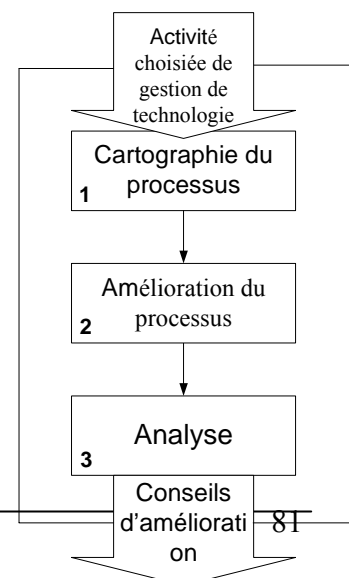 Activité
choisiée de
gestion de
technologie
Cartographie du
processus
1
Amélioration du
processus
2
Analyse
3
Conseils
d'améliorati
on
81